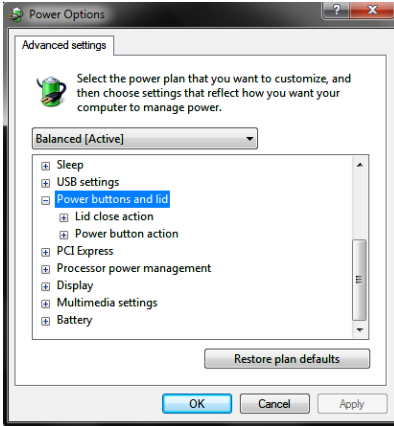 Power Options
Advanced settings
Select the power plan that you want to customize, and
then choose settings that reflect how you want your
computer to manage power.
Balanced [Active]
Sleep
USB settings
Power buttons and lid
Lid close action
Power button action
PCI Express
Processor power management
Display
Multimedia settings
Battery
Restore plan defaults
OK
Cancel
Apply